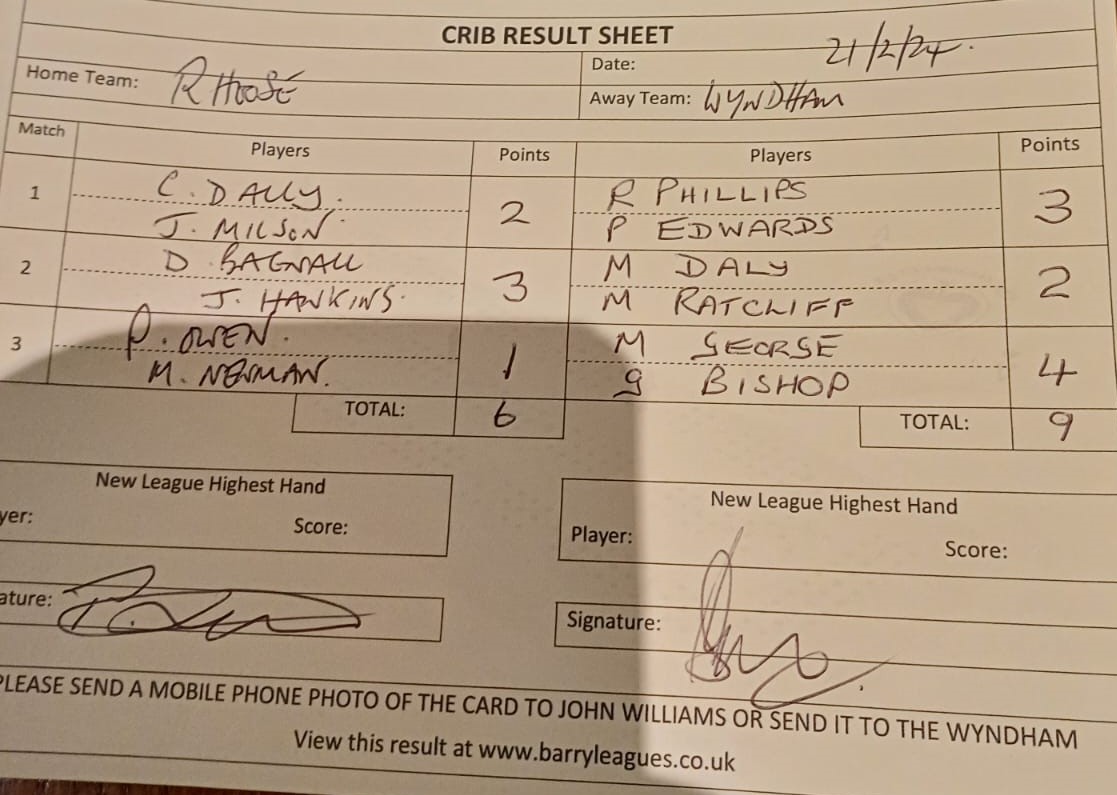 CRIB RESULT SHEET
Home Team: R HOOSE
Date: 21/2/24.
Away Team: WYNDHAM
Match Players Points Players Points
1 C. DALLY. 2 R PHILLIPS 3
J. MILSON P EDWARDS
2 D. BAGNALL 3 M DALY 2
J. HAWKINS. M RATCLIFF
3 P. OWEN. 1 M GEORGE 4
M. NEWMAN. G BISHOP
TOTAL: 6 TOTAL: 9
New League Highest Hand New League Highest Hand
yer: Score: Player: Score:
ature: Signature:
PLEASE SEND A MOBILE PHONE PHOTO OF THE CARD TO JOHN WILLIAMS OR SEND IT TO THE WYNDHAM
View this result at www.barryleagues.co.uk